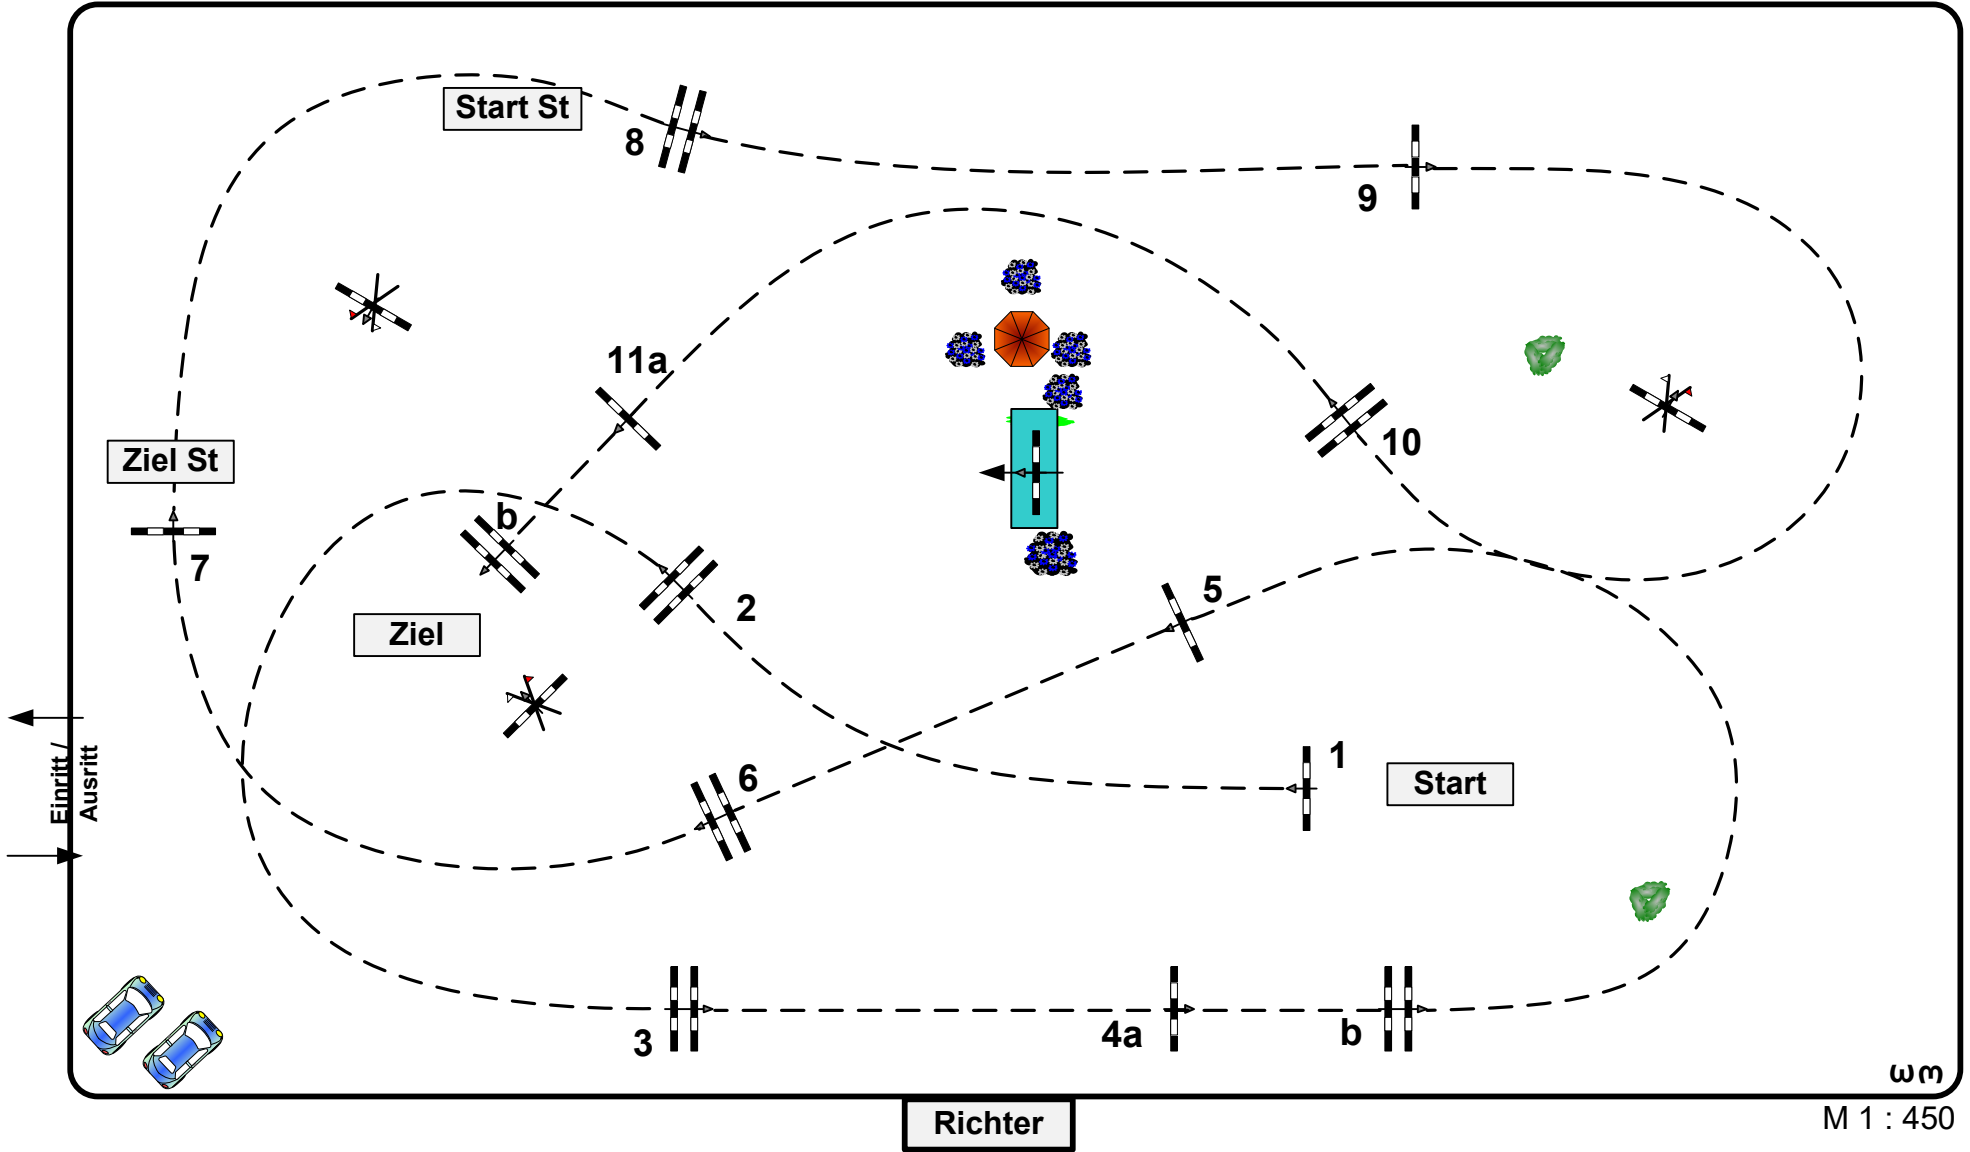 Start St
8
9
11a
10
Ziel St
b
7
5
2
Ziel
Einritt /
Ausritt
6
1
Start
3
4a
b
ωm
Richter
M 1 : 450